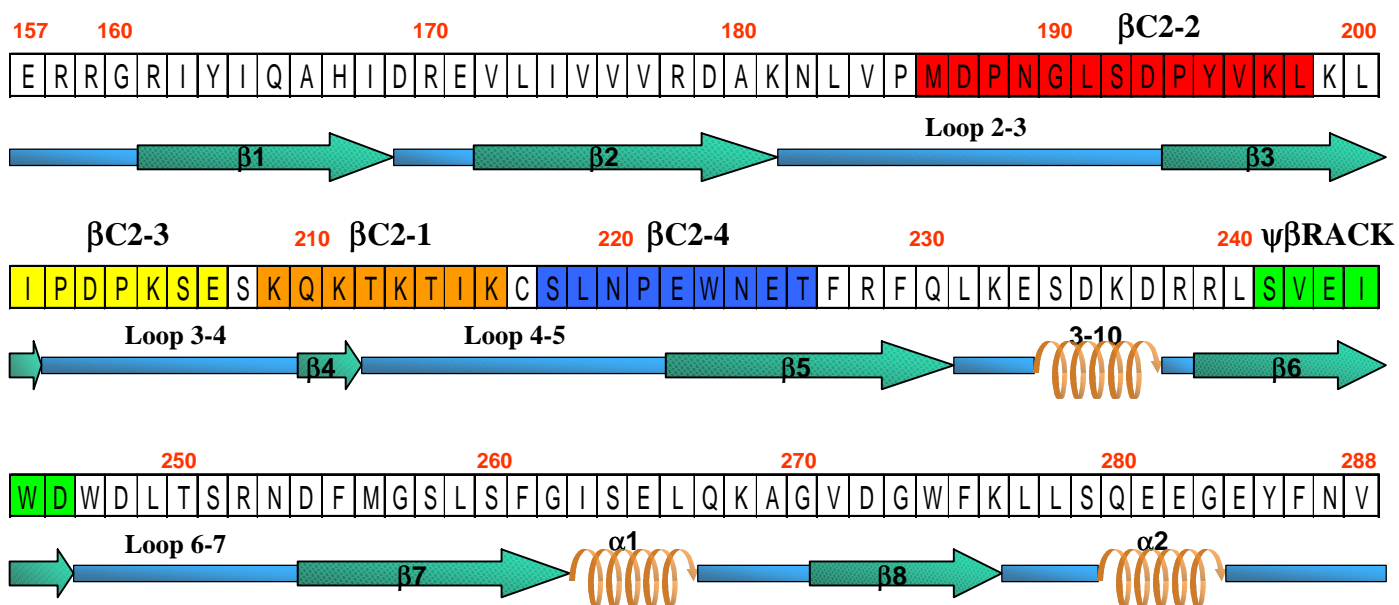 157 160 170 180 190 βC2-2 200
E R R G R I Y I Q A H I D R E V L I V V V R D A K N L V P M D P N G L S D P Y V K L K L
Loop 2-3
β1 β2 β3
βC2-3 210 βC2-1 220 βC2-4 230 240 ψβRACK
I P D P K S E S K Q K T K T I K C S L N P E W N E T F R F Q L K E S D K D R R L S V E I
Loop 3-4 Loop 4-5 3-10
β4 β5 β6
250 260 270 280 288
W D W D L T S R N D F M G S L S F G I S E L Q K A G V D G W F K L L S Q E E G E Y F N V
Loop 6-7 α1 α2
β7 β8